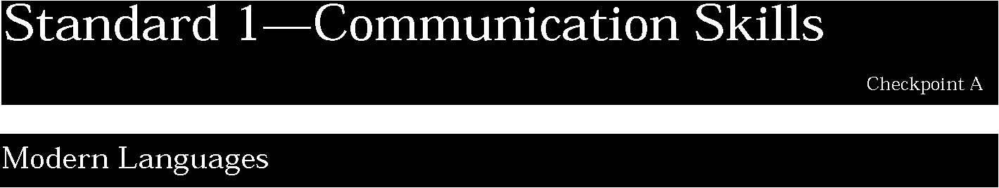 Standard 1—Communication Skills
Checkpoint A
Modern Languages